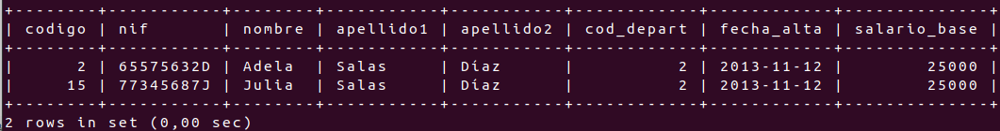 +--------+-----------+--------+-----------+-----------+------------+------------+--------------+
| codigo | nif       | nombre | apellido1 | apellido2 | cod_depart | fecha_alta | salario_base |
+--------+-----------+--------+-----------+-----------+------------+------------+--------------+
|      2 | 65575632D | Adela  | Salas     | Díaz      |          2 | 2013-11-12 |        25000 |
|     15 | 77345687J | Julia  | Salas     | Díaz      |          2 | 2013-11-12 |        25000 |
+--------+-----------+--------+-----------+-----------+------------+------------+--------------+
2 rows in set (0,00 sec)